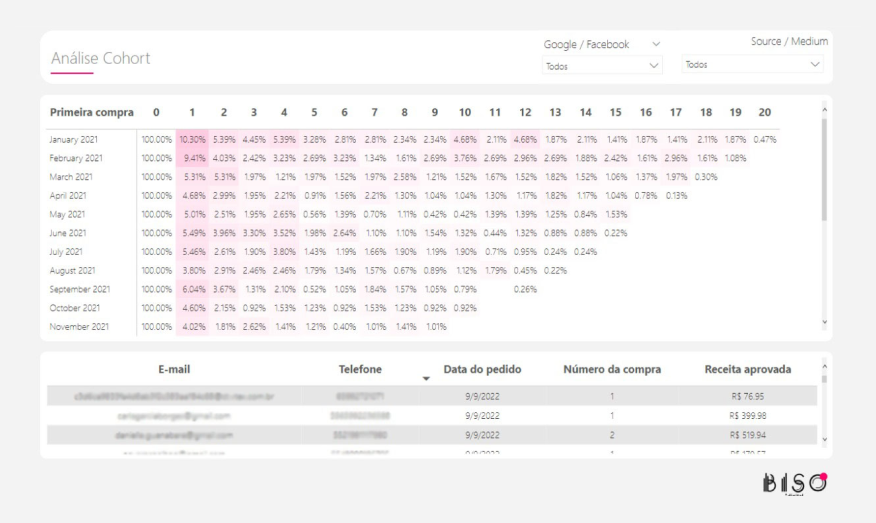 Análise Cohort
Google / Facebook
Todos
Source / Medium
Todos
Primeira compra 0 1 2 3 4 5 6 7 8 9 10 11 12 13 14 15 16 17 18 19 20
January 2021 100.00% 10.30% 5.39% 4.45% 5.39% 3.28% 2.81% 2.81% 2.34% 2.34% 4.68% 2.11% 4.68% 1.87% 2.11% 1.41% 1.87% 1.41% 2.11% 1.87% 0.47%
February 2021 100.00% 9.41% 4.03% 2.42% 3.23% 2.69% 3.23% 1.34% 1.61% 2.69% 3.76% 2.69% 2.96% 2.69% 1.88% 2.42% 1.61% 2.96% 1.61% 1.08%
March 2021 100.00% 5.31% 5.31% 1.97% 1.21% 1.97% 1.52% 1.97% 2.58% 1.21% 1.52% 1.67% 1.52% 1.82% 1.52% 1.06% 1.37% 1.97% 0.30%
April 2021 100.00% 4.68% 2.99% 1.95% 2.21% 0.91% 1.56% 2.21% 1.30% 1.04% 1.04% 1.30% 1.17% 1.82% 1.17% 1.04% 0.78% 0.13%
May 2021 100.00% 5.01% 2.51% 1.95% 2.65% 0.56% 1.39% 0.70% 1.11% 0.42% 0.42% 1.39% 1.39% 1.25% 0.84% 1.53%
June 2021 100.00% 5.49% 3.96% 3.30% 3.52% 1.98% 2.64% 1.10% 1.10% 1.54% 1.32% 0.44% 1.32% 0.88% 0.88% 0.22%
July 2021 100.00% 5.46% 2.61% 1.90% 3.80% 1.43% 1.19% 1.66% 1.90% 1.19% 1.90% 0.71% 0.95% 0.24% 0.24%
August 2021 100.00% 3.80% 2.91% 2.46% 2.46% 1.79% 1.34% 1.57% 0.67% 0.89% 1.12% 1.79% 0.45% 0.22%
September 2021 100.00% 6.04% 3.67% 1.31% 2.10% 0.52% 1.05% 1.84% 1.57% 1.05% 0.79% 0.26%
October 2021 100.00% 4.60% 2.15% 0.92% 1.53% 1.23% 0.92% 1.53% 1.23% 0.92% 0.92%
November 2021 100.00% 4.02% 1.81% 2.62% 1.41% 1.21% 0.40% 1.01% 1.41% 1.01%
E-mail Telefone Data do pedido Número da compra Receita aprovada
9/9/2022 1 R$ 76.95
9/9/2022 1 R$ 399.98
9/9/2022 2 R$ 519.94
BISO